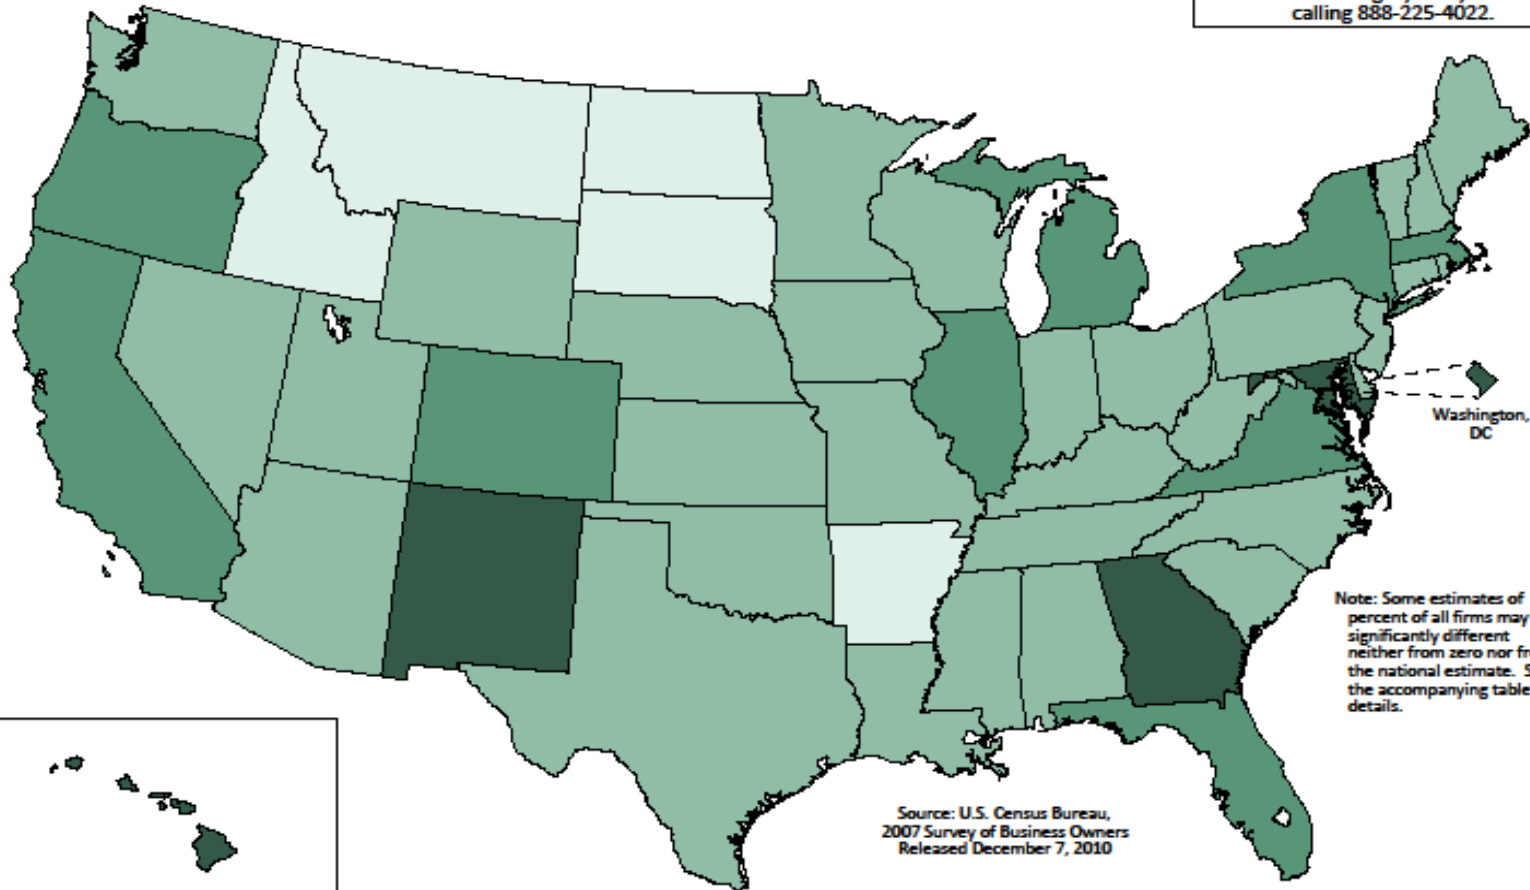 calling 888-225-4022.
Washington,
DC
Note: Some estimates of
percent of all firms may
significantly different
neither from zero nor
the national estimate.
the accompanying table
details.
Source: U.S. Census Bureau,
2007 Survey of Business Owners
Released December 7, 2010